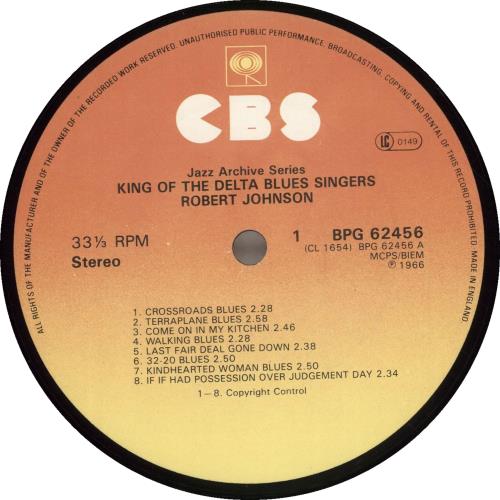 ALL RIGHTS OF THE MANUFACTURER AND OF THE OWNER OF THE RECORDED WORK RESERVED. UNAUTHORISED PUBLIC PERFORMANCE, BROADCASTING, COPYING AND RENTAL OF THIS RECORD PROHIBITED. MADE IN ENGLAND
CBS
LC 0149
Jazz Archive Series
KING OF THE DELTA BLUES SINGERS
ROBERT JOHNSON
33⅓ RPM
Stereo
1 BPG 62456
(CL 1654) BPG 62456 A
MCPS/BIEM
℗ 1966
1. CROSSROADS BLUES 2.28
2. TERRAPLANE BLUES 2.58
3. COME ON IN MY KITCHEN 2.46
4. WALKING BLUES 2.28
5. LAST FAIR DEAL GONE DOWN 2.38
6. 32-20 BLUES 2.50
7. KINDHEARTED WOMAN BLUES 2.50
8. IF IF HAD POSSESSION OVER JUDGEMENT DAY 2.34
1—8. Copyright Control